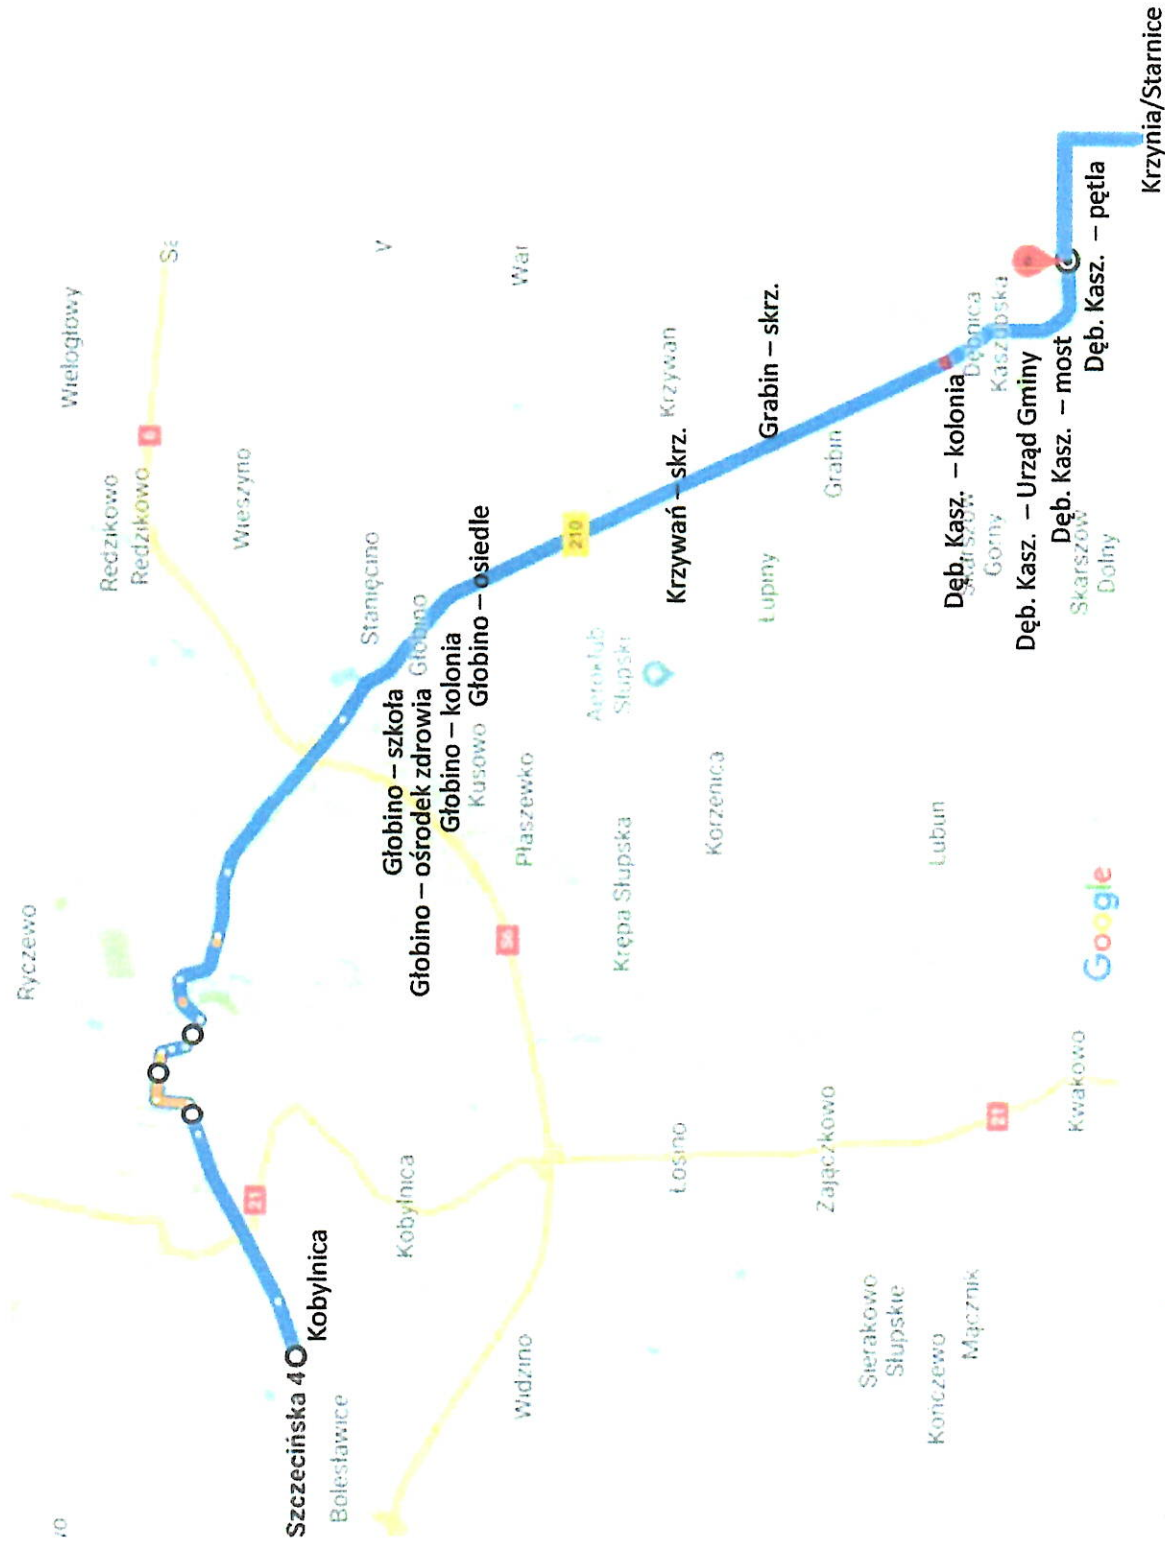 Ryczewo
Wielogłowy
Redzikowo
Redzikowo
6
Wieszyno
21
Szczecińska 4
Kobylnica
Bolesławice
Stanięcino
V
Głobino – szkoła
Kobylnica
Głobino
Głobino – ośrodek zdrowia
Głobino – kolonia
Kusowo
Głobino – osiedle
S6
Widzino
Płaszewko
War
210
Aeroklub
Słupski
Krępa Słupska
Krzywań
Łosino
Krzywań – skrz.
Korzenica
Łupiny
Grabin – skrz.
Zajączkowo
Grabin
Sierakowo
Słupskie
Kończewo
Lubuń
Dęb. Kasz. – kolonia
Mącznik
Skarszów
Górny
Dębnica
Kaszubska
21
Dęb. Kasz. – Urząd Gminy
Dęb. Kasz. – most
Kwakowo
Skarszów
Dolny
Dęb. Kasz. – pętla
Google
Krzynia/Starnice